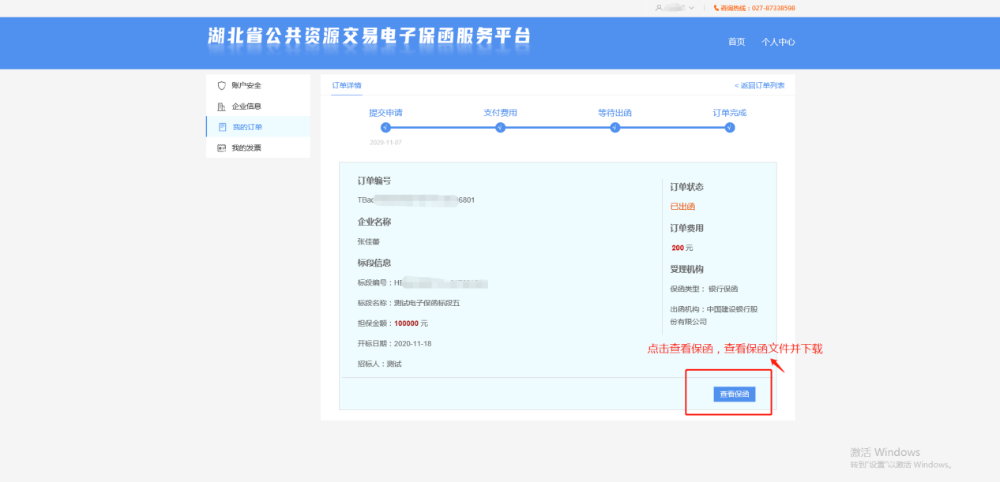 咨询热线：027-87338598
湖北省公共资源交易电子保函服务平台
首页 个人中心
账户安全
企业信息
我的订单
我的发票
订单详情
< 返回订单列表
提交申请 支付费用 等待出函 订单完成
2020-11-07
订单编号
TBac 6801
企业名称
张佳蕾
标段信息
标段编号：HE
标段名称：测试电子保函标段五
担保金额：100000 元
开标日期：2020-11-18
招标人：测试
订单状态
已出函
订单费用
200 元
受理机构
保函类型： 银行保函
出函机构：中国建设银行股
份有限公司
点击查看保函，查看保函文件并下载
查看保函
激活 Windows
转到"设置"以激活 Windows。